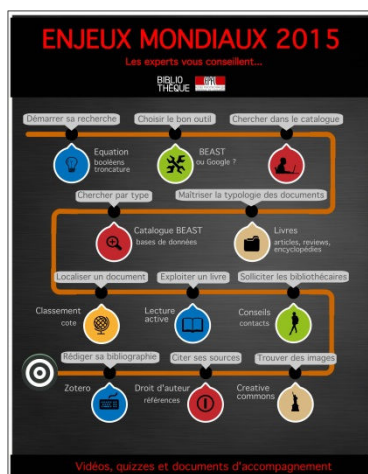 ENJEUX MONDIAUX 2015
Les experts vous conseillent...
BIBLIO
THÈQUE
Démarrer sa recherche
Choisir le bon outil
Chercher dans le catalogue
Equation
booléens
troncature
BEAST
ou Google ?
Chercher par type
Maîtriser la typologie des documents
Catalogue BEAST
bases de données
Livres
articles, reviews,
encyclopédies
Localiser un document
Exploiter un livre
Solliciter les bibliothécaires
Classement
cote
Lecture
active
Conseils
contacts
Rédiger sa bibliographie
Citer ses sources
Trouver des images
Zotero
Droit d'auteur
références
Creative
commons
Vidéos, quizzes et documents d'accompagnement